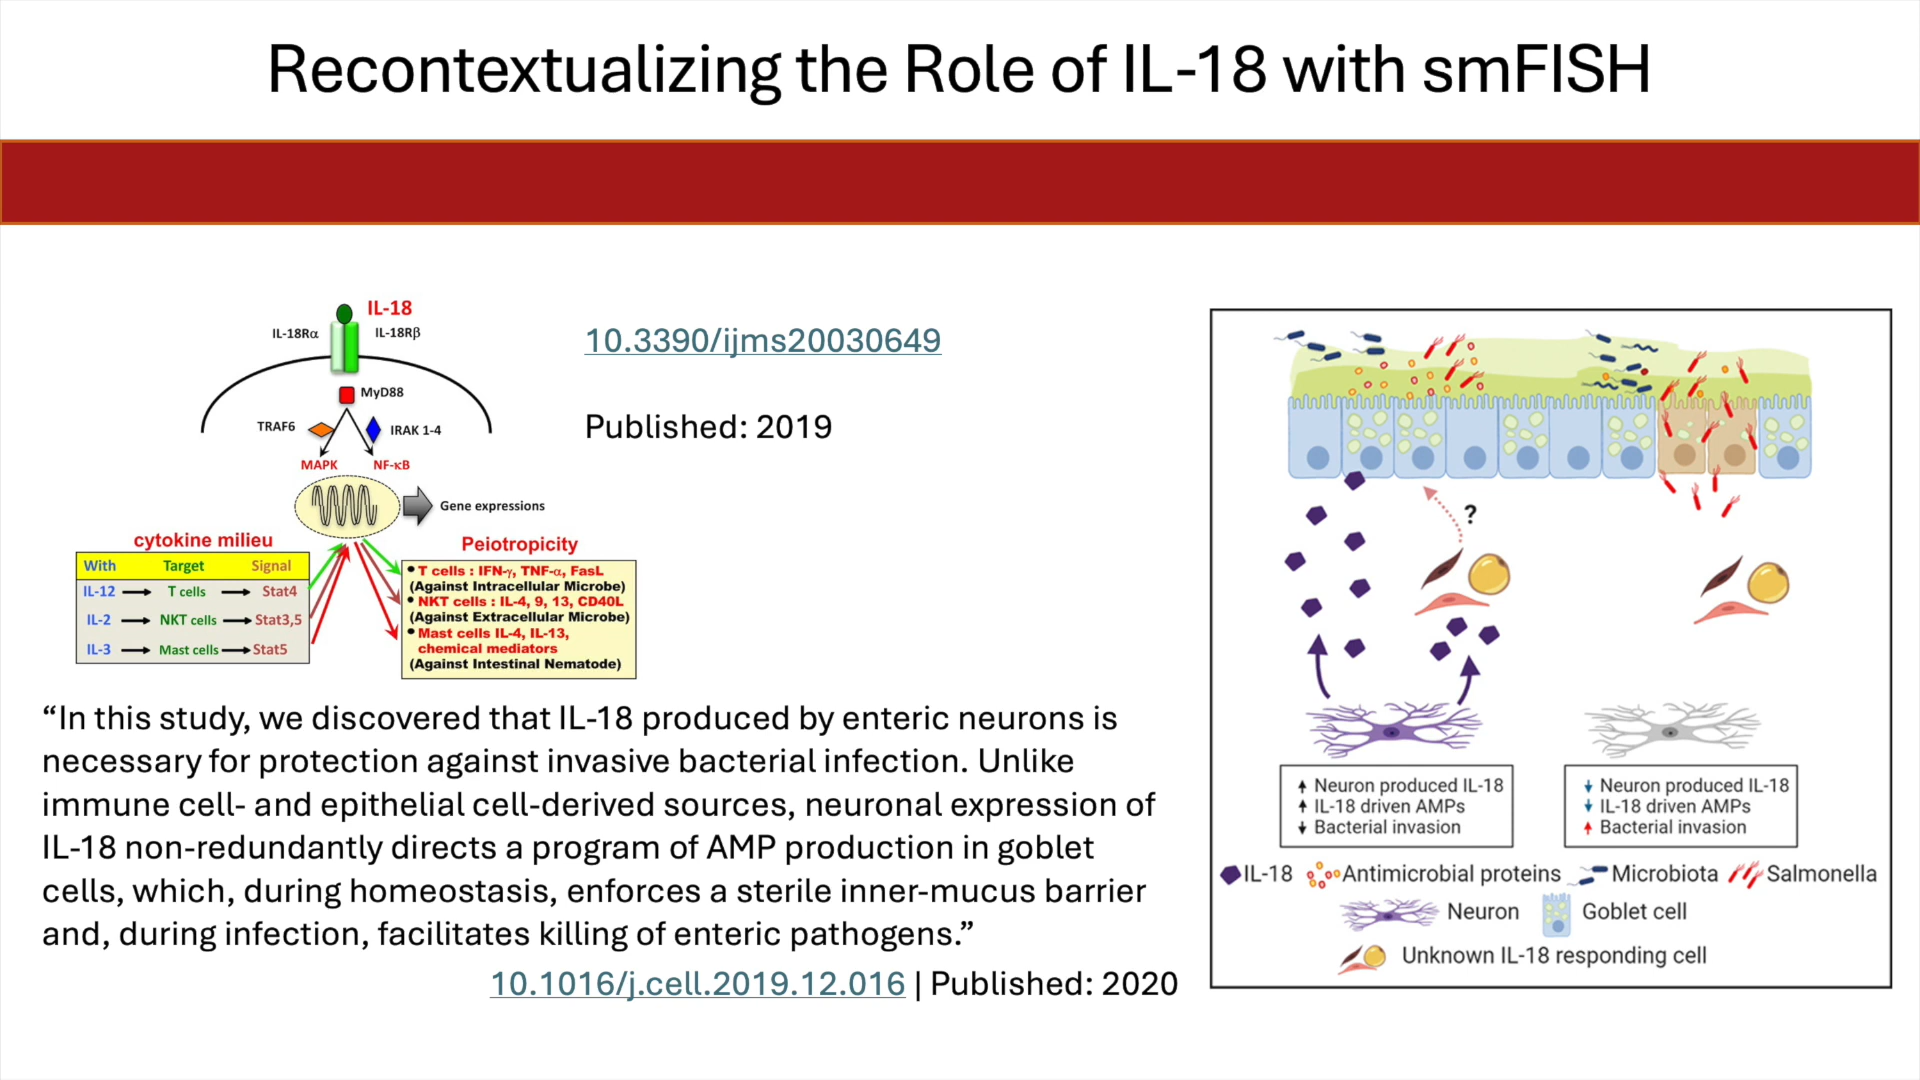 Recontextualizing the Role of IL-18 with smFISH
IL-18
IL-18Rα
IL-18Rβ
MyD88
TRAF6
IRAK 1-4
MAPK
NF-κB
Gene expressions
cytokine milieu
With Target Signal
IL-12 T cells Stat4
IL-2 NKT cells Stat3,5
IL-3 Mast cells Stat5
Peiotropicity
• T cells : IFN-γ, TNF-α, FasL
(Against Intracellular Microbe)
• NKT cells : IL-4, 9, 13, CD40L
(Against Extracellular Microbe)
• Mast cells IL-4, IL-13,
chemical mediators
(Against Intestinal Nematode)
10.3390/ijms20030649
Published: 2019
“In this study, we discovered that IL-18 produced by enteric neurons is
necessary for protection against invasive bacterial infection. Unlike
immune cell- and epithelial cell-derived sources, neuronal expression of
IL-18 non-redundantly directs a program of AMP production in goblet
cells, which, during homeostasis, enforces a sterile inner-mucus barrier
and, during infection, facilitates killing of enteric pathogens.”
10.1016/j.cell.2019.12.016 | Published: 2020
?
↑ Neuron produced IL-18
↑ IL-18 driven AMPs
↓ Bacterial invasion
↓ Neuron produced IL-18
↓ IL-18 driven AMPs
↑ Bacterial invasion
IL-18 Antimicrobial proteins Microbiota Salmonella
Neuron Goblet cell
Unknown IL-18 responding cell